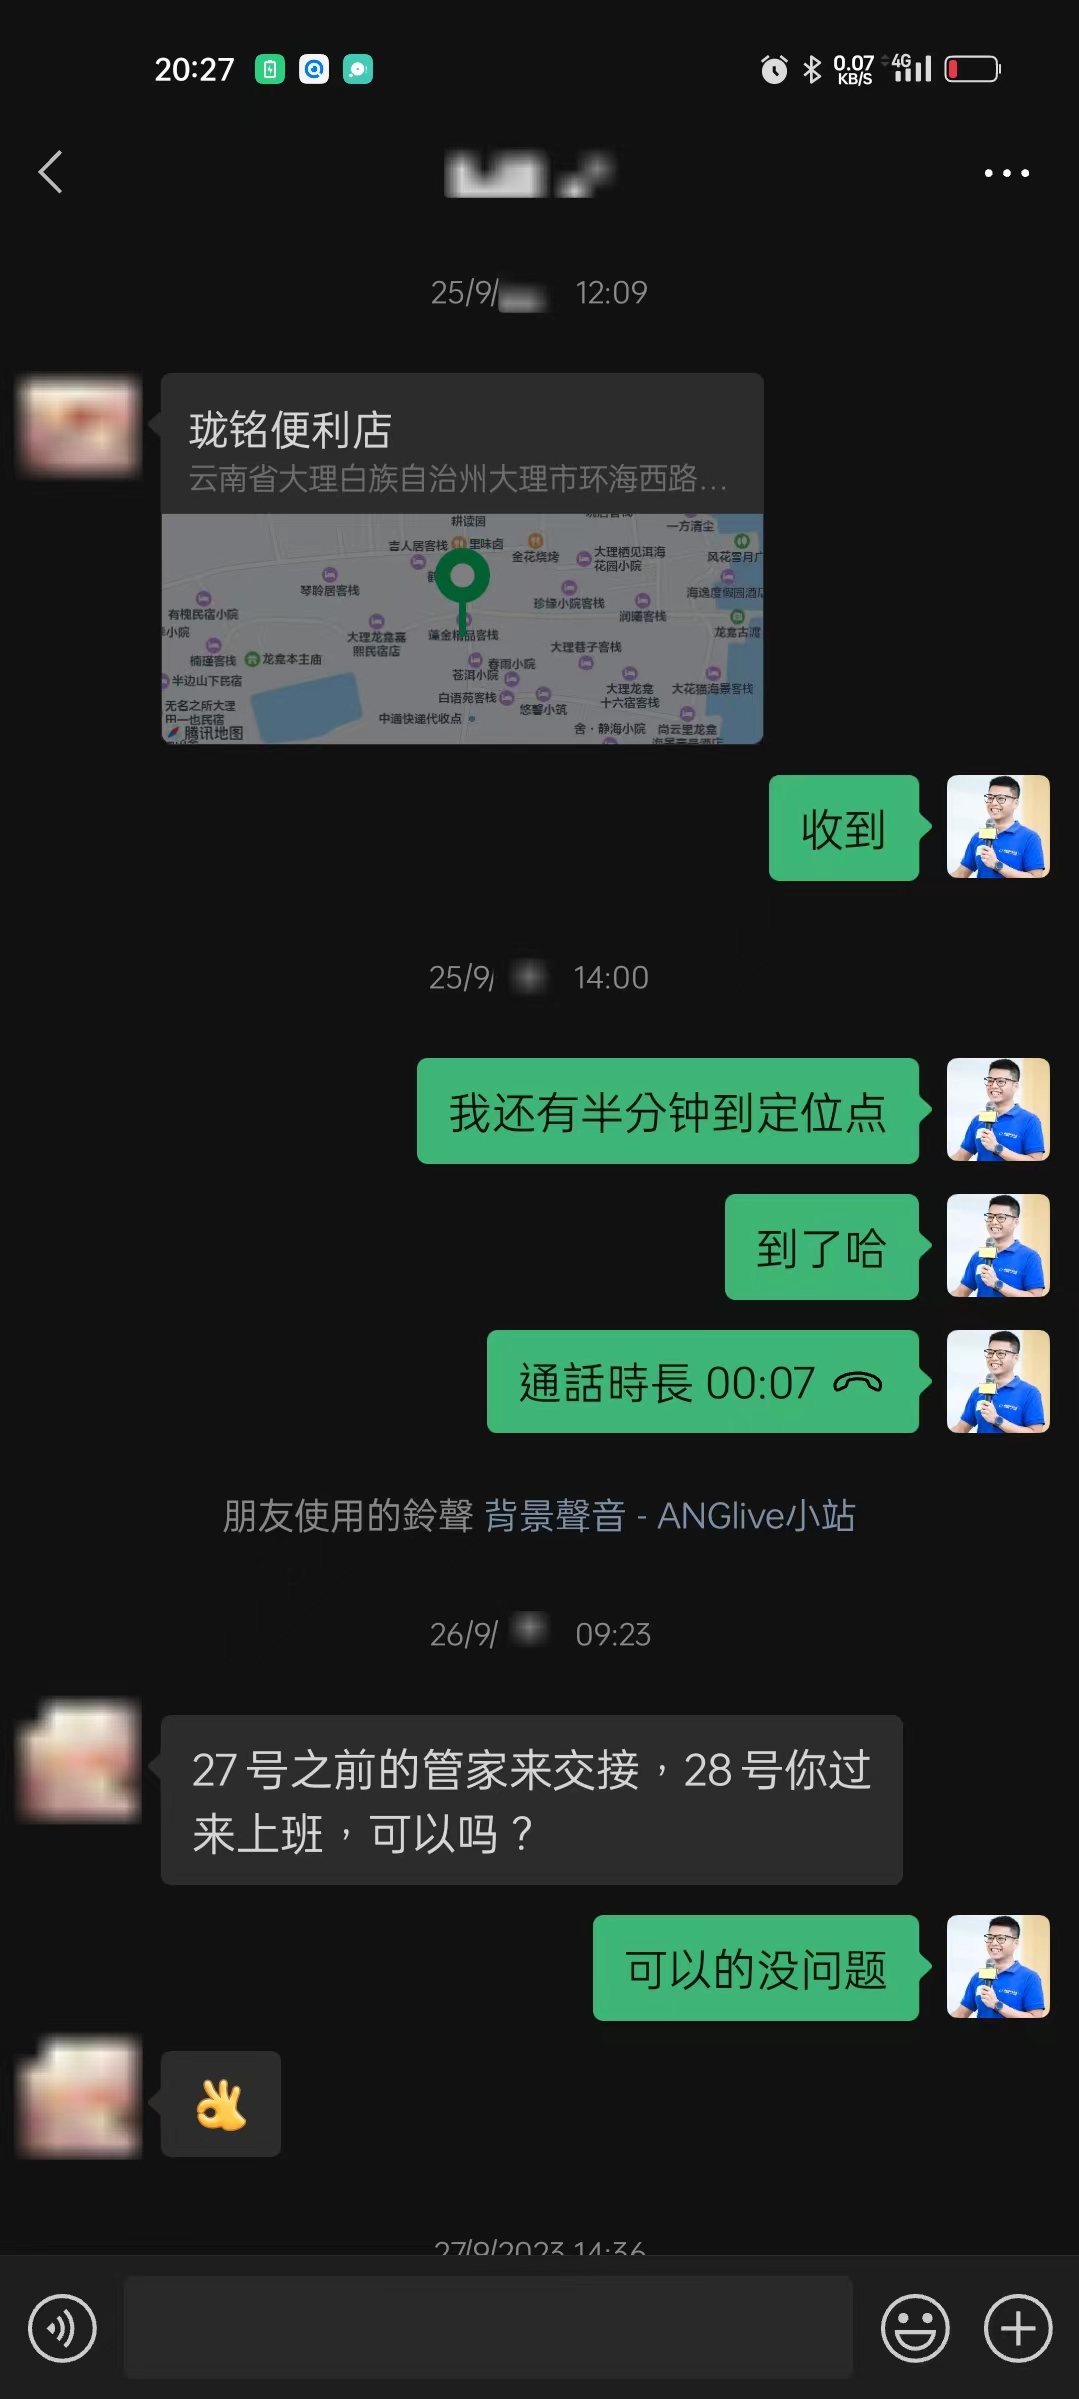 20:27
0.07 KB/S 4G
25/9/ 12:09
珑铭便利店
云南省大理白族自治州大理市环海西路...
耕读园
一方清尘
吉人居客栈
里味卤
金花烧烤
大理栖见洱海花园小院
风花雪月广
琴聆居客栈
珍缘小院客栈
海逸度假园酒店
有槐民宿小院
润曦客栈
小院
大理龙龛嘉熙民宿店
蓬金精品客栈
龙龛古渡
楠瑾客栈
龙龛本主庙
大理巷子客栈
春雨小院
苍洱小院
半边山下民宿
白语苑客栈
悠馨小筑
大理龙龛十六宿客栈
大花猫海景客栈
无名之所大理
用一也民宿
中通快递代收点
舍·静海小院
尚云里龙龛
腾讯地图
收到
25/9/ 14:00
我还有半分钟到定位点
到了哈
通話時長 00:07
朋友使用的鈴聲 背景聲音 - ANGlive小站
26/9/ 09:23
27号之前的管家来交接，28号你过
来上班，可以吗？
可以的没问题
27/9/2023 14:36